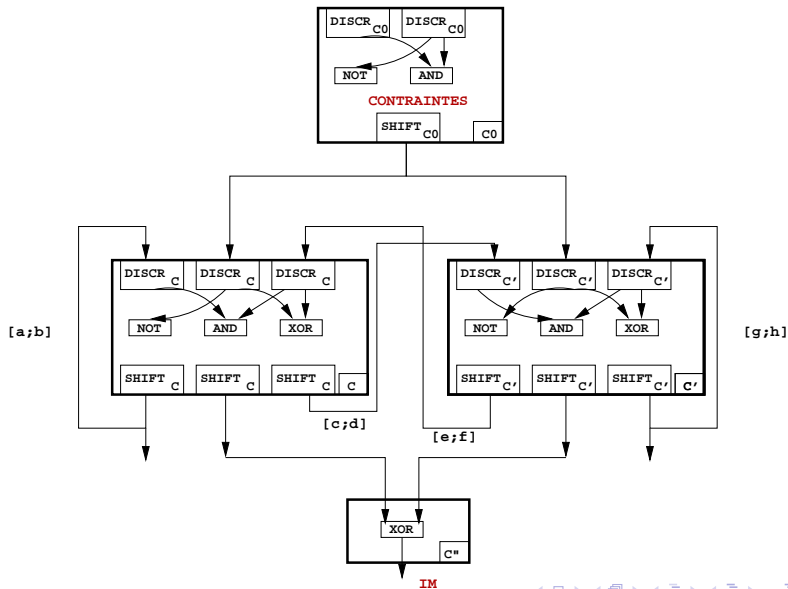 DISCR C0 DISCR C0
NOT AND
CONTRAINTES
SHIFT C0 C0
DISCR C DISCR C DISCR C
NOT AND XOR
SHIFT C SHIFT C SHIFT C C
DISCR C' DISCR C' DISCR C'
NOT AND XOR
SHIFT C' SHIFT C' SHIFT C' C'
[a;b]
[g;h]
[c;d]
[e;f]
XOR
C"
IM